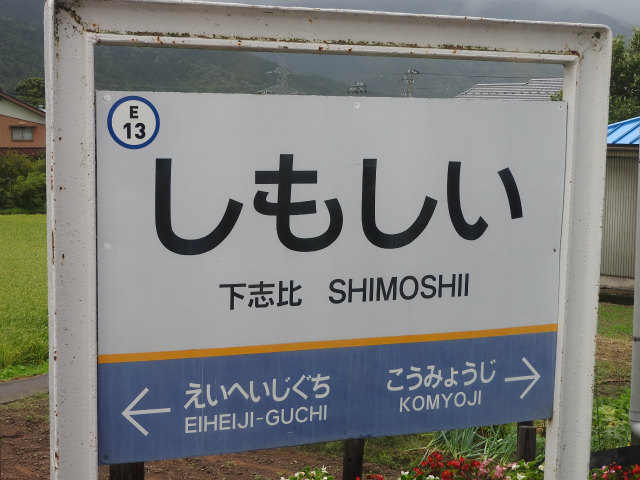 E
13
しもしい
下志比 SHIMOSHII
えいへいじぐち
EIHEIJI-GUCHI
こうみょうじ
KOMYOJI